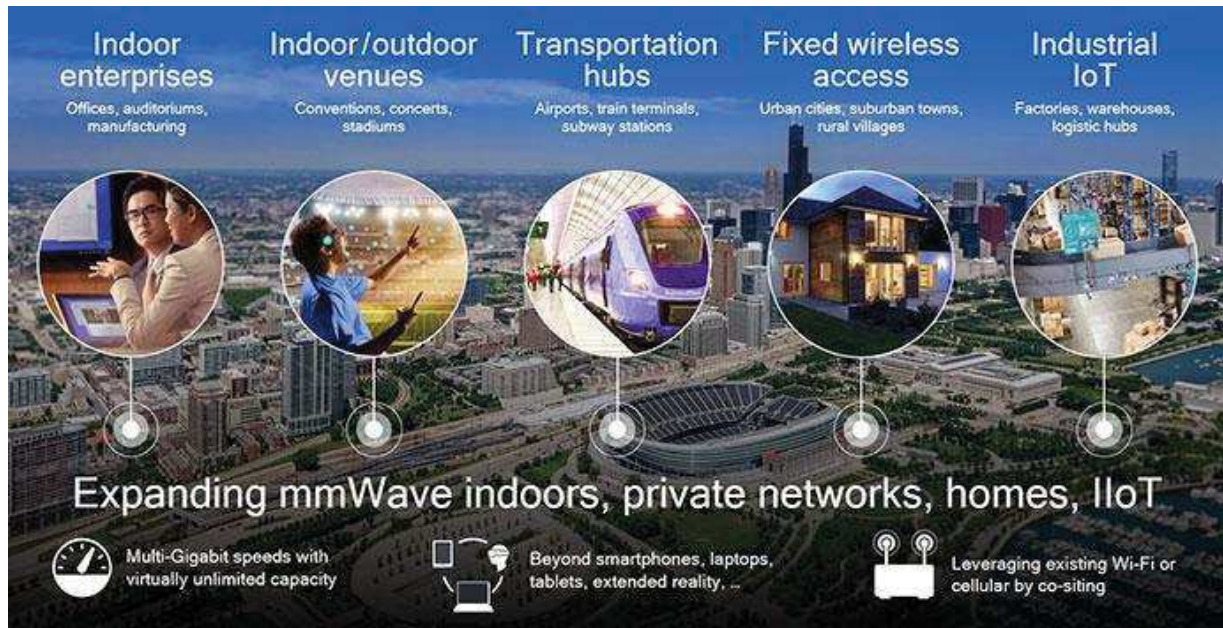 Indoor
enterprises
Offices, auditoriums,
manufacturing
Indoor/outdoor
venues
Conventions, concerts,
stadiums
Transportation
hubs
Airports, train terminals,
subway stations
Fixed wireless
access
Urban cities, suburban towns,
rural villages
Industrial
IoT
Factories, warehouses,
logistic hubs
Expanding mmWave indoors, private networks, homes, IIoT
Multi-Gigabit speeds with
virtually unlimited capacity
Beyond smartphones, laptops,
tablets, extended reality, ...
Leveraging existing Wi-Fi or
cellular by co-siting